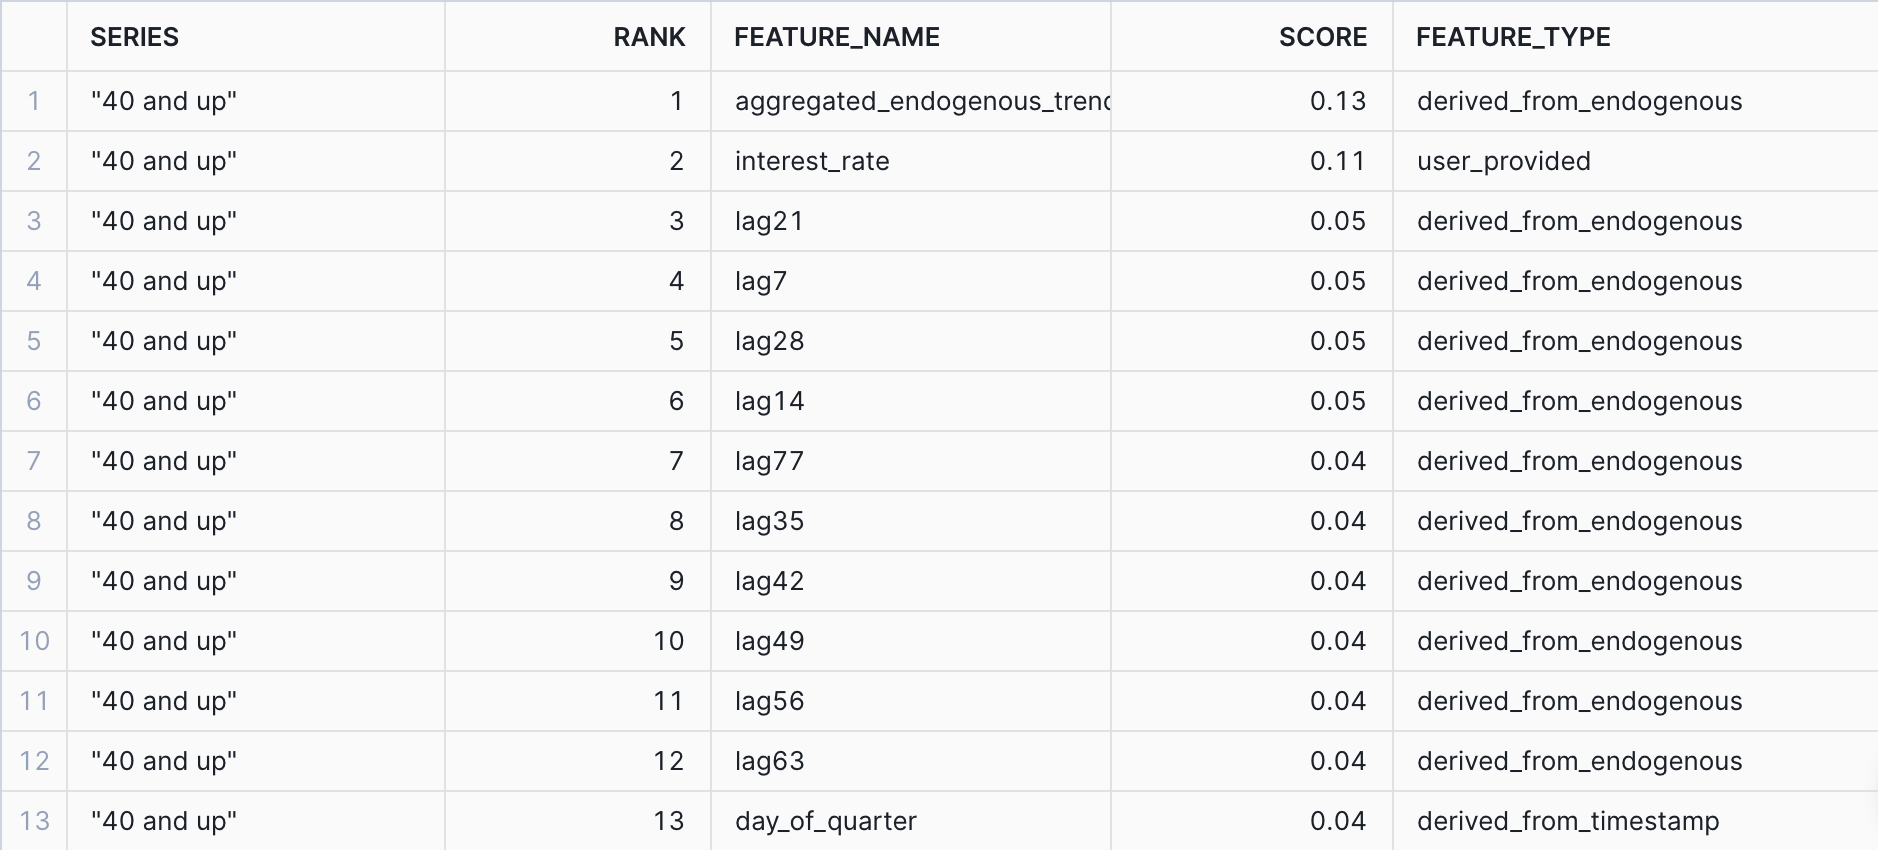 SERIES RANK FEATURE_NAME SCORE FEATURE_TYPE
1 "40 and up" 1 aggregated_endogenous_trend 0.13 derived_from_endogenous
2 "40 and up" 2 interest_rate 0.11 user_provided
3 "40 and up" 3 lag21 0.05 derived_from_endogenous
4 "40 and up" 4 lag7 0.05 derived_from_endogenous
5 "40 and up" 5 lag28 0.05 derived_from_endogenous
6 "40 and up" 6 lag14 0.05 derived_from_endogenous
7 "40 and up" 7 lag77 0.04 derived_from_endogenous
8 "40 and up" 8 lag35 0.04 derived_from_endogenous
9 "40 and up" 9 lag42 0.04 derived_from_endogenous
10 "40 and up" 10 lag49 0.04 derived_from_endogenous
11 "40 and up" 11 lag56 0.04 derived_from_endogenous
12 "40 and up" 12 lag63 0.04 derived_from_endogenous
13 "40 and up" 13 day_of_quarter 0.04 derived_from_timestamp